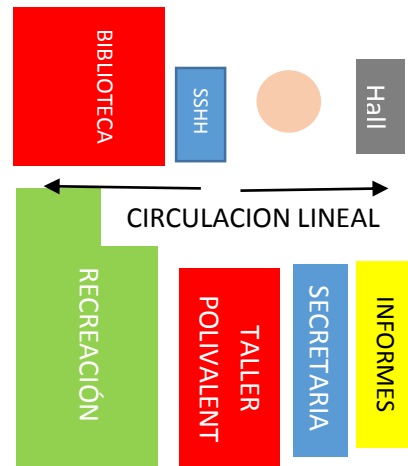 BIBLIOTECA
SSHH
Hall
CIRCULACION LINEAL
RECREACIÓN
TALLER
POLIVALENT
SECRETARIA
INFORMES